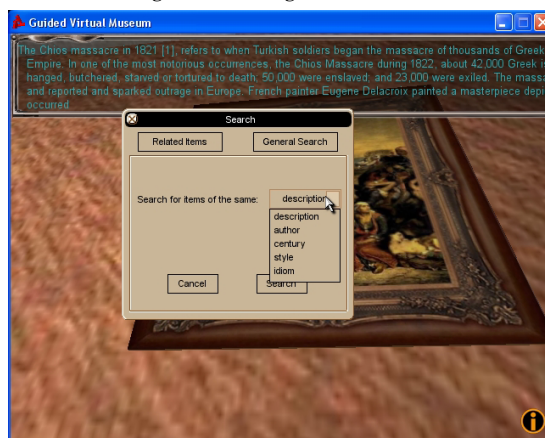 Guided Virtual Museum
The Chios massacre in 1821 [1], refers to when Turkish soldiers began the massacre of thousands of Greek
Empire. In one of the most notorious occurrences, the Chios Massacre during 1822, about 42,000 Greek is
hanged, butchered, starved or tortured to death; 50,000 were enslaved; and 23,000 were exiled. The massa
and reported and sparked outrage in Europe. French painter Eugene Delacroix painted a masterpiece depi
occurred.
Search
Related Items General Search
Search for items of the same: description
description
author
century
style
idiom
Cancel Search